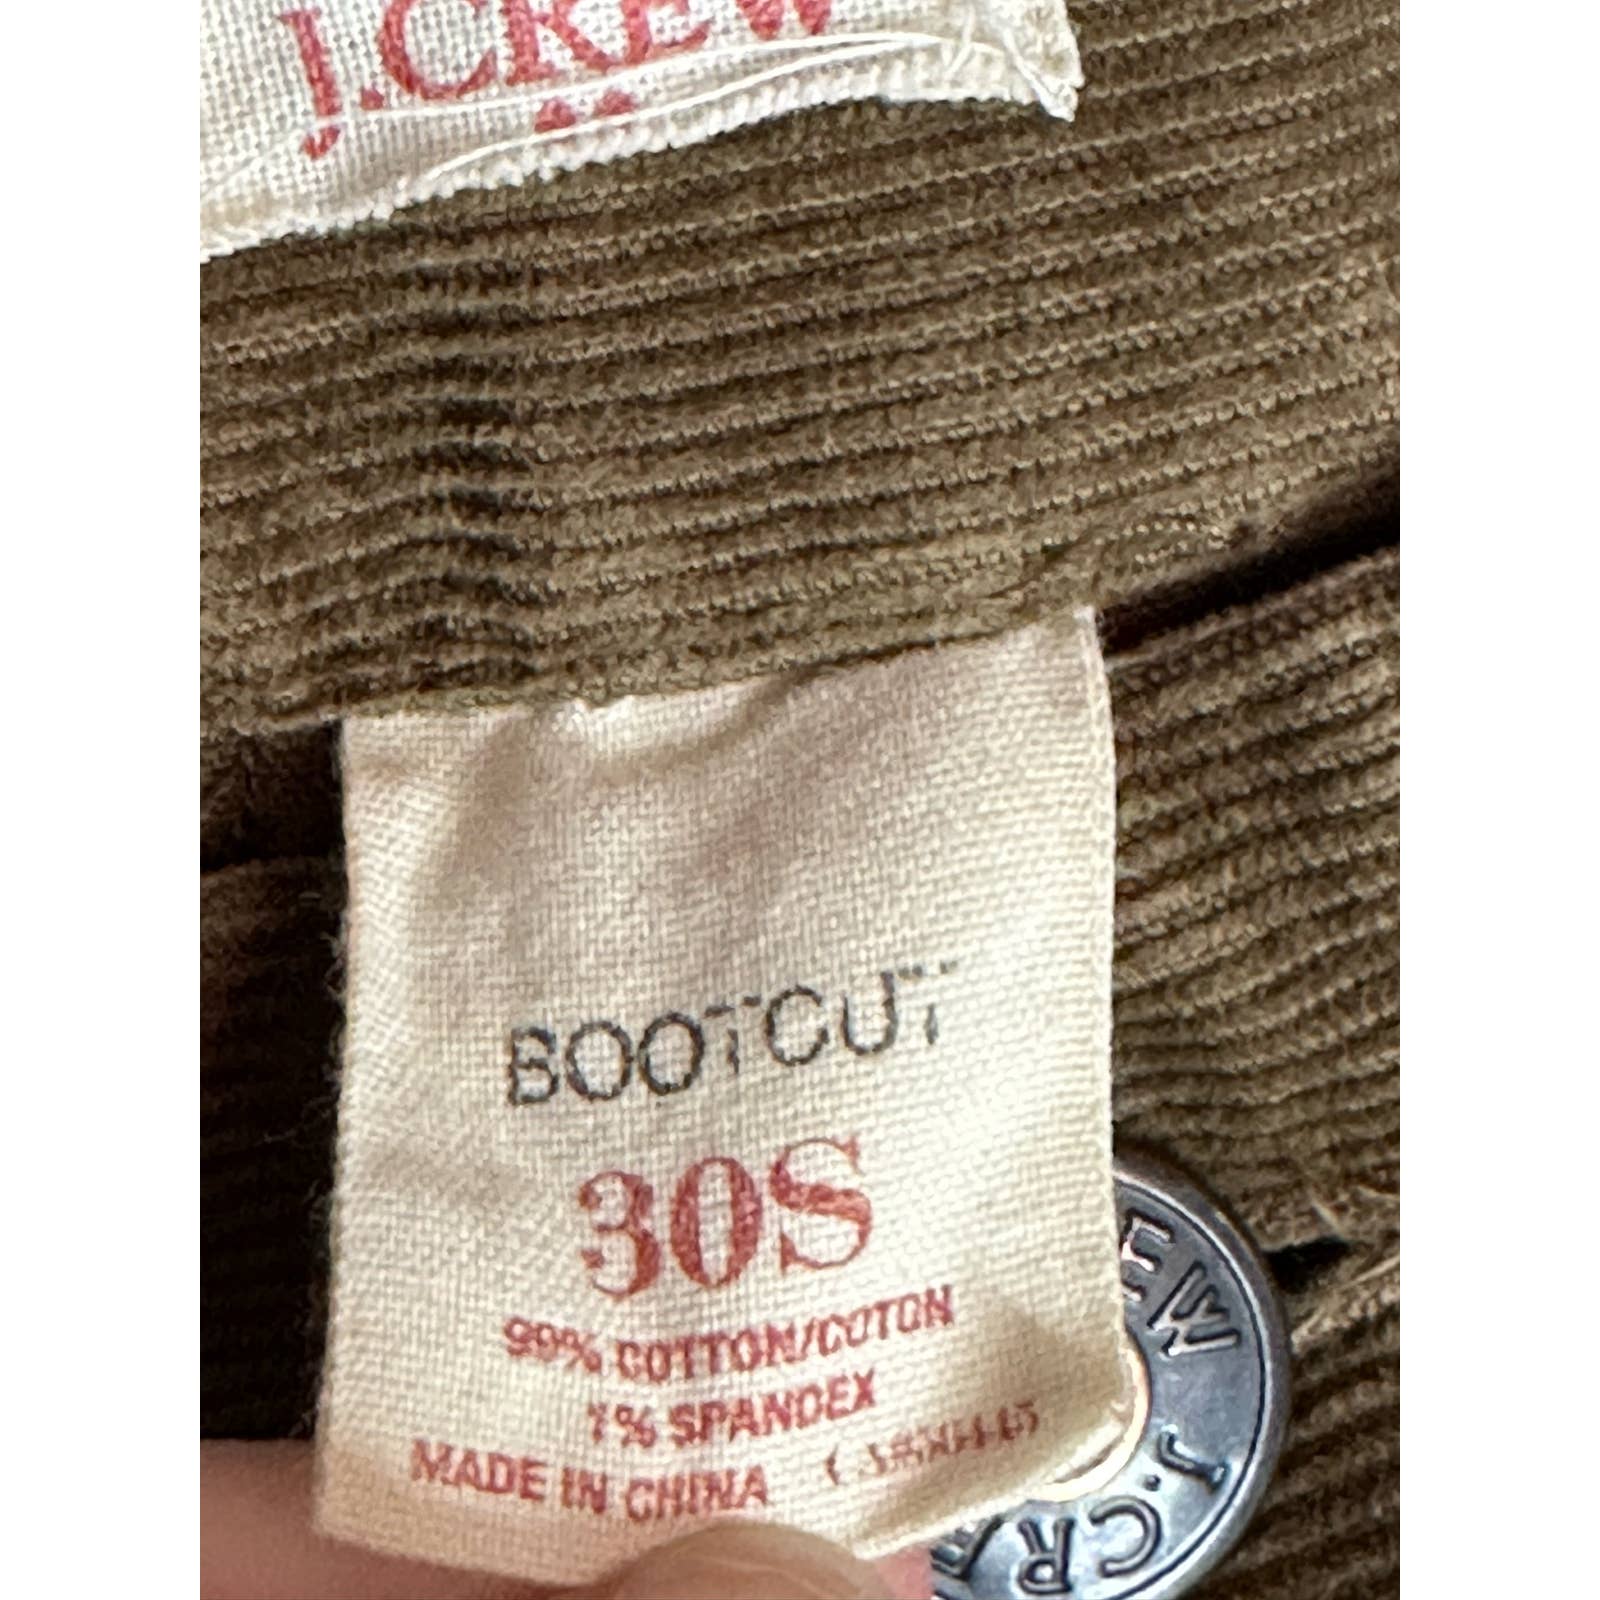 J.CREW
BOOTCUT
30S
99% COTTON/COTON
1% SPANDEX
MADE IN CHINA
J.CREW